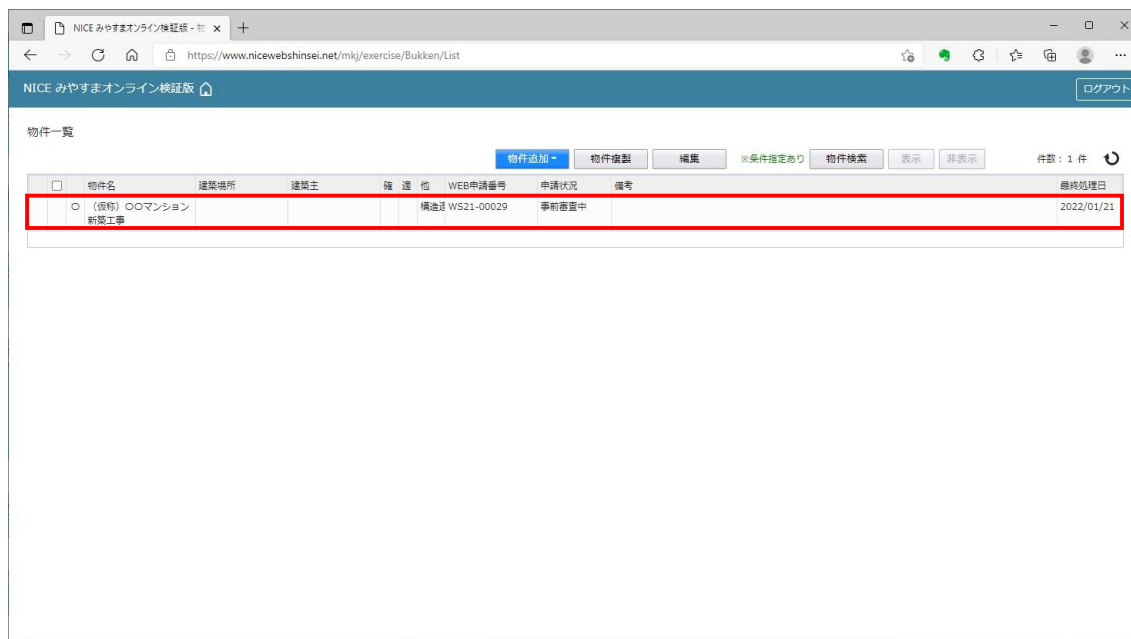 NICE みやすまオンライン検証版 - 物
https://www.nicewebshinsei.net/mkj/exercise/Bukken/List
NICE みやすまオンライン検証版 ログアウト
物件一覧
物件追加 物件複製 編集 ※条件指定あり 物件検索 表示 非表示 件数：1 件
物件名 建築場所 建築主 確 適 他 WEB申請番号 申請状況 備考 最終処理日
○ （仮称）○○マンション 構造 WS21-00029 事前審査中 2022/01/21
新築工事